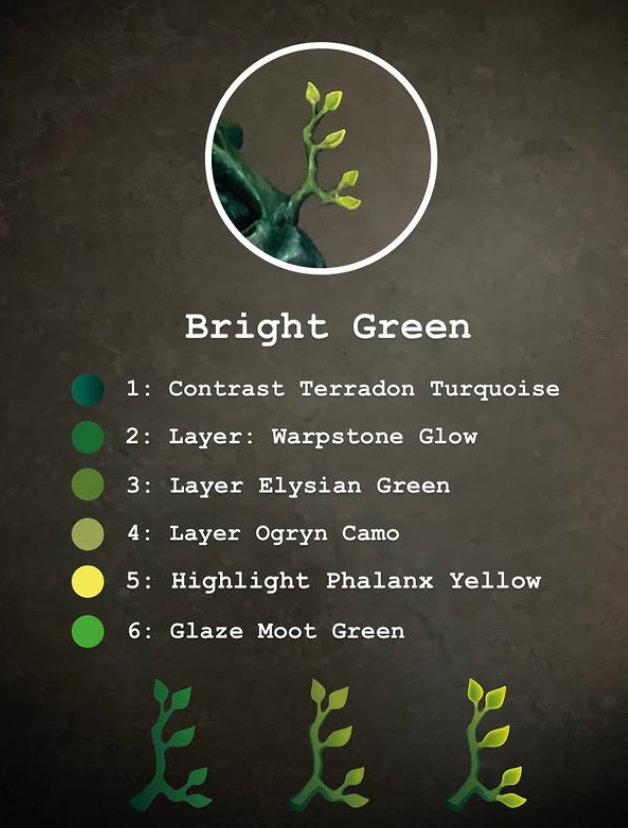 Bright Green
1: Contrast Terradon Turquoise
2: Layer: Warpstone Glow
3: Layer Elysian Green
4: Layer Ogryn Camo
5: Highlight Phalanx Yellow
6: Glaze Moot Green